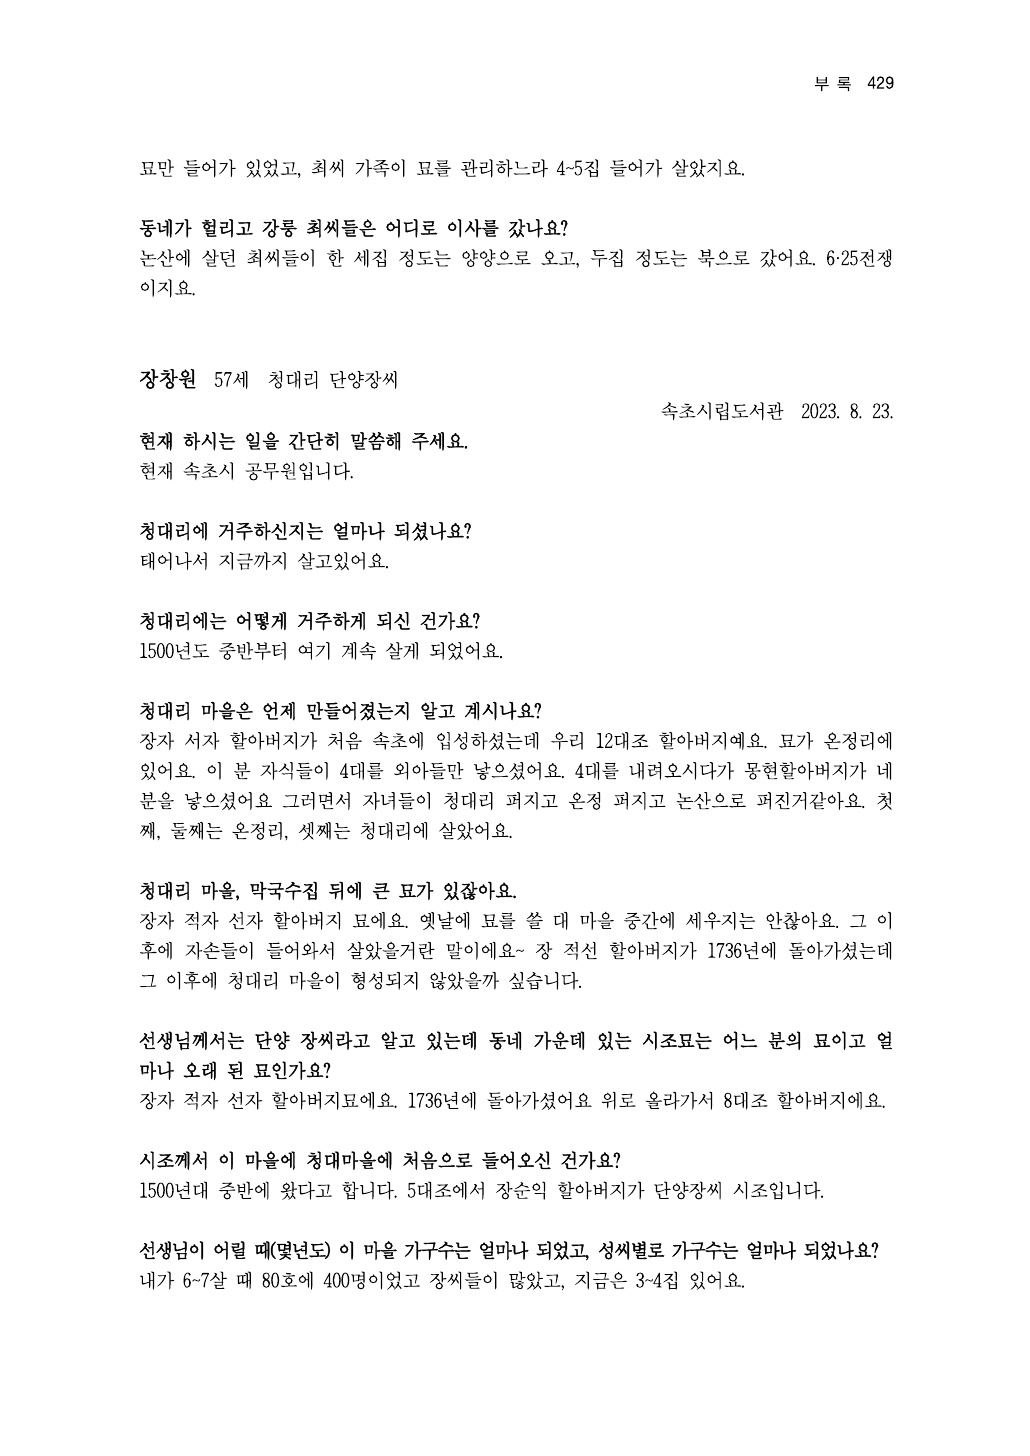 부 록 429
묘만 들어가 있었고, 최씨 가족이 묘를 관리하느라 4~5집 들어가 살았지요.
동네가 헐리고 강릉 최씨들은 어디로 이사를 갔나요?
논산에 살던 최씨들이 한 세집 정도는 양양으로 오고, 두집 정도는 북으로 갔어요. 6·25전쟁
이지요.
장창원 57세 청대리 단양장씨
속초시립도서관 2023. 8. 23.
현재 하시는 일을 간단히 말씀해 주세요.
현재 속초시 공무원입니다.
청대리에 거주하신지는 얼마나 되셨나요?
태어나서 지금까지 살고있어요.
청대리에는 어떻게 거주하게 되신 건가요?
1500년도 중반부터 여기 계속 살게 되었어요.
청대리 마을은 언제 만들어졌는지 알고 계시나요?
장자 서자 할아버지가 처음 속초에 입성하셨는데 우리 12대조 할아버지예요. 묘가 온정리에
있어요. 이 분 자식들이 4대를 외아들만 낳으셨어요. 4대를 내려오시다가 몽현할아버지가 네
분을 낳으셨어요 그러면서 자녀들이 청대리 퍼지고 온정 퍼지고 논산으로 퍼진거같아요. 첫
째, 둘째는 온정리, 셋째는 청대리에 살았어요.
청대리 마을, 막국수집 뒤에 큰 묘가 있잖아요.
장자 적자 선자 할아버지 묘에요. 옛날에 묘를 쓸 대 마을 중간에 세우지는 안찮아요. 그 이
후에 자손들이 들어와서 살았을거란 말이에요~ 장 적선 할아버지가 1736년에 돌아가셨는데
그 이후에 청대리 마을이 형성되지 않았을까 싶습니다.
선생님께서는 단양 장씨라고 알고 있는데 동네 가운데 있는 시조묘는 어느 분의 묘이고 얼
마나 오래 된 묘인가요?
장자 적자 선자 할아버지묘에요. 1736년에 돌아가셨어요 위로 올라가서 8대조 할아버지에요.
시조께서 이 마을에 청대마을에 처음으로 들어오신 건가요?
1500년대 중반에 왔다고 합니다. 5대조에서 장순익 할아버지가 단양장씨 시조입니다.
선생님이 어릴 때(몇년도) 이 마을 가구수는 얼마나 되었고, 성씨별로 가구수는 얼마나 되었나요?
내가 6~7살 때 80호에 400명이었고 장씨들이 많았고, 지금은 3~4집 있어요.